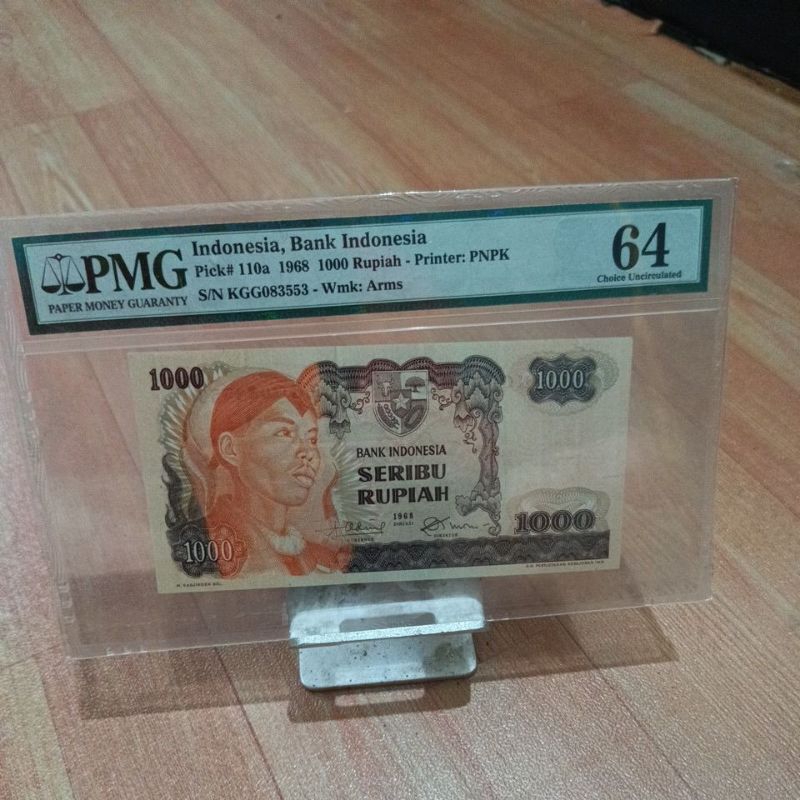 PMG
PAPER MONEY GUARANTY
Indonesia, Bank Indonesia
Pick# 110a 1968 1000 Rupiah - Printer: PNPK
S/N KGG083553 - Wmk: Arms
64
Choice Uncirculated
1000
1000
BANK INDONESIA
SERIBU
RUPIAH
1968
DIREKSI
1000
1000